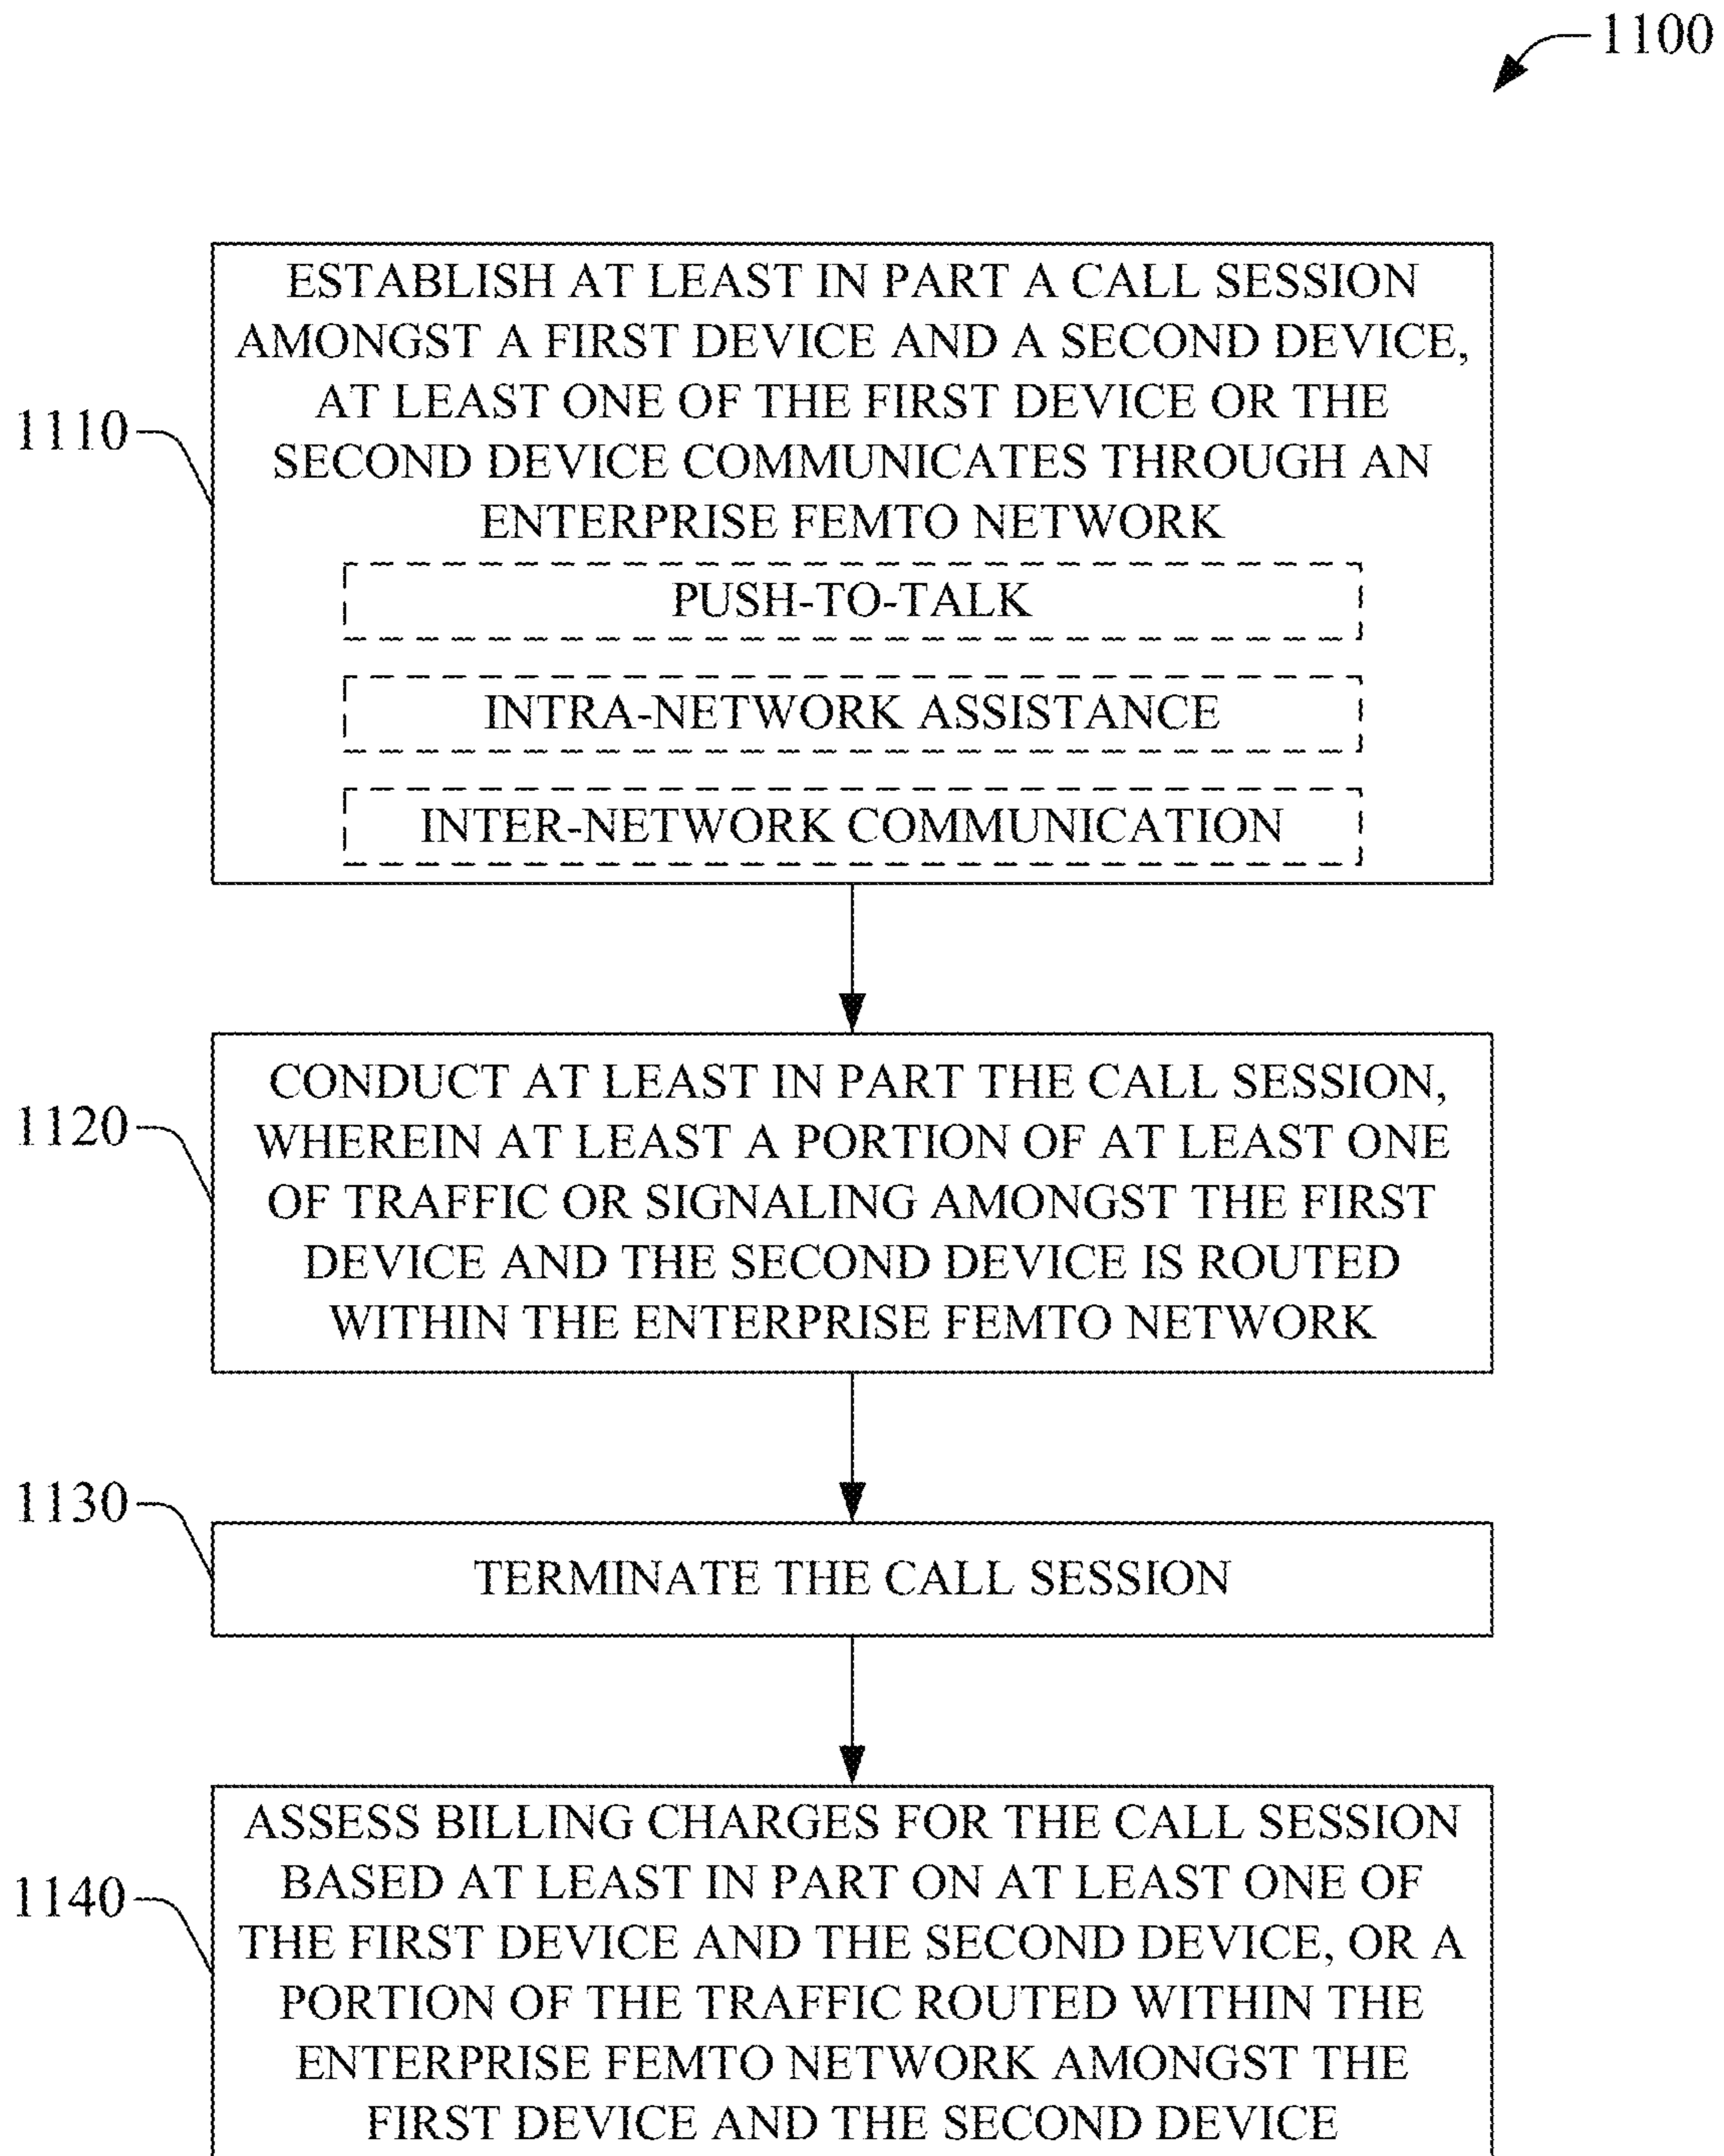 1100
ESTABLISH AT LEAST IN PART A CALL SESSION
AMONGST A FIRST DEVICE AND A SECOND DEVICE,
AT LEAST ONE OF THE FIRST DEVICE OR THE
SECOND DEVICE COMMUNICATES THROUGH AN
ENTERPRISE FEMTO NETWORK
1110
PUSH-TO-TALK
INTRA-NETWORK ASSISTANCE
INTER-NETWORK COMMUNICATION
CONDUCT AT LEAST IN PART THE CALL SESSION,
WHEREIN AT LEAST A PORTION OF AT LEAST ONE
OF TRAFFIC OR SIGNALING AMONGST THE FIRST
DEVICE AND THE SECOND DEVICE IS ROUTED
WITHIN THE ENTERPRISE FEMTO NETWORK
1120
1130
TERMINATE THE CALL SESSION
ASSESS BILLING CHARGES FOR THE CALL SESSION
BASED AT LEAST IN PART ON AT LEAST ONE OF
THE FIRST DEVICE AND THE SECOND DEVICE, OR A
PORTION OF THE TRAFFIC ROUTED WITHIN THE
ENTERPRISE FEMTO NETWORK AMONGST THE
FIRST DEVICE AND THE SECOND DEVICE
1140